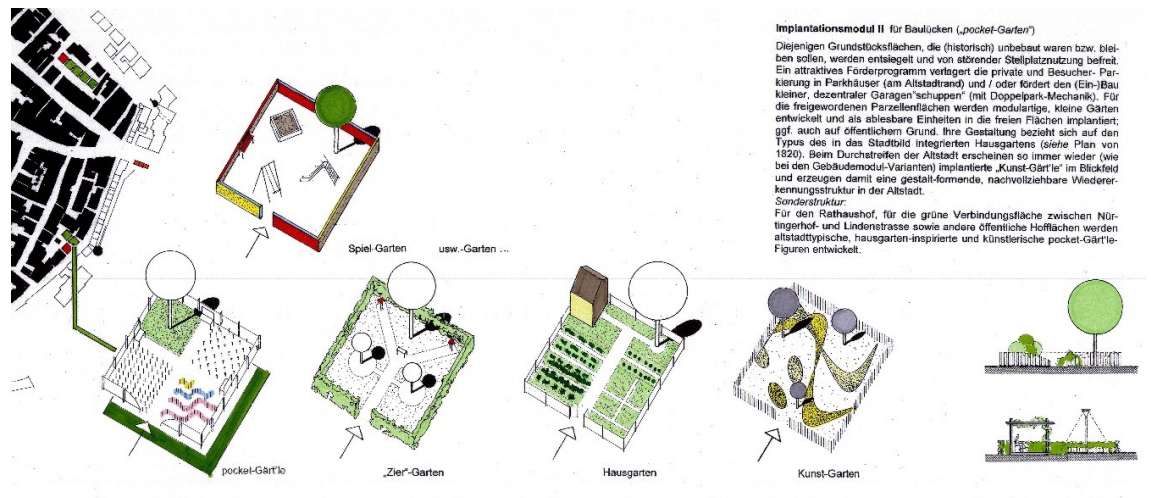 Implantationsmodul II für Baulücken („pocket-Garten“)
Diejenigen Grundstücksflächen, die (historisch) unbebaut waren bzw. blei-
ben sollen, werden entsiegelt und von störender Stellplatznutzung befreit.
Ein attraktives Förderprogramm verlagert die private und Besucher- Par-
kierung in Parkhäuser (am Altstadtrand) und / oder fördert den (Ein-)Bau
kleiner, dezentraler Garagen"schuppen" (mit Doppelpark-Mechanik). Für
die freigewordenen Parzellenflächen werden modulartige, kleine Gärten
entwickelt und als ablesbare Einheiten in die freien Flächen implantiert;
ggf. auch auf öffentlichem Grund. Ihre Gestaltung bezieht sich auf den
Typus des in das Stadtbild integrierten Hausgartens (siehe Plan von
1820). Beim Durchstreifen der Altstadt erscheinen so immer wieder (wie
bei den Gebäudemodul-Varianten) implantierte „Kunst-Gärt'le“ im Blickfeld
und erzeugen damit eine gestalt-formende, nachvollziehbare Wiederer-
kennungsstruktur in der Altstadt.
Sonderstruktur:
Für den Rathaushof, für die grüne Verbindungsfläche zwischen Nür-
tingerhof- und Lindenstrasse sowie andere öffentliche Hofflächen werden
altstadttypische, hausgarten-inspirierte und künstlerische pocket-Gärt'le-
Figuren entwickelt.
Spiel-Garten usw.-Garten ...
pocket-Gärt'le
„Zier“-Garten
Hausgarten
Kunst-Garten